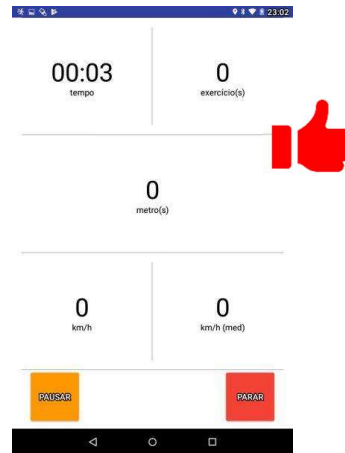 23:02
00:03
tempo
0
exercício(s)
0
metro(s)
0
km/h
0
km/h (med)
PAUSAR
PARAR